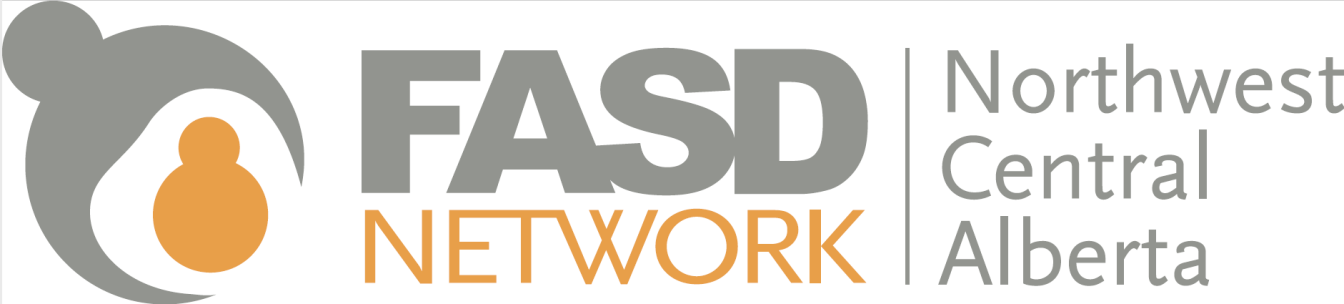 FASD
NETWORK
Northwest
Central
Alberta